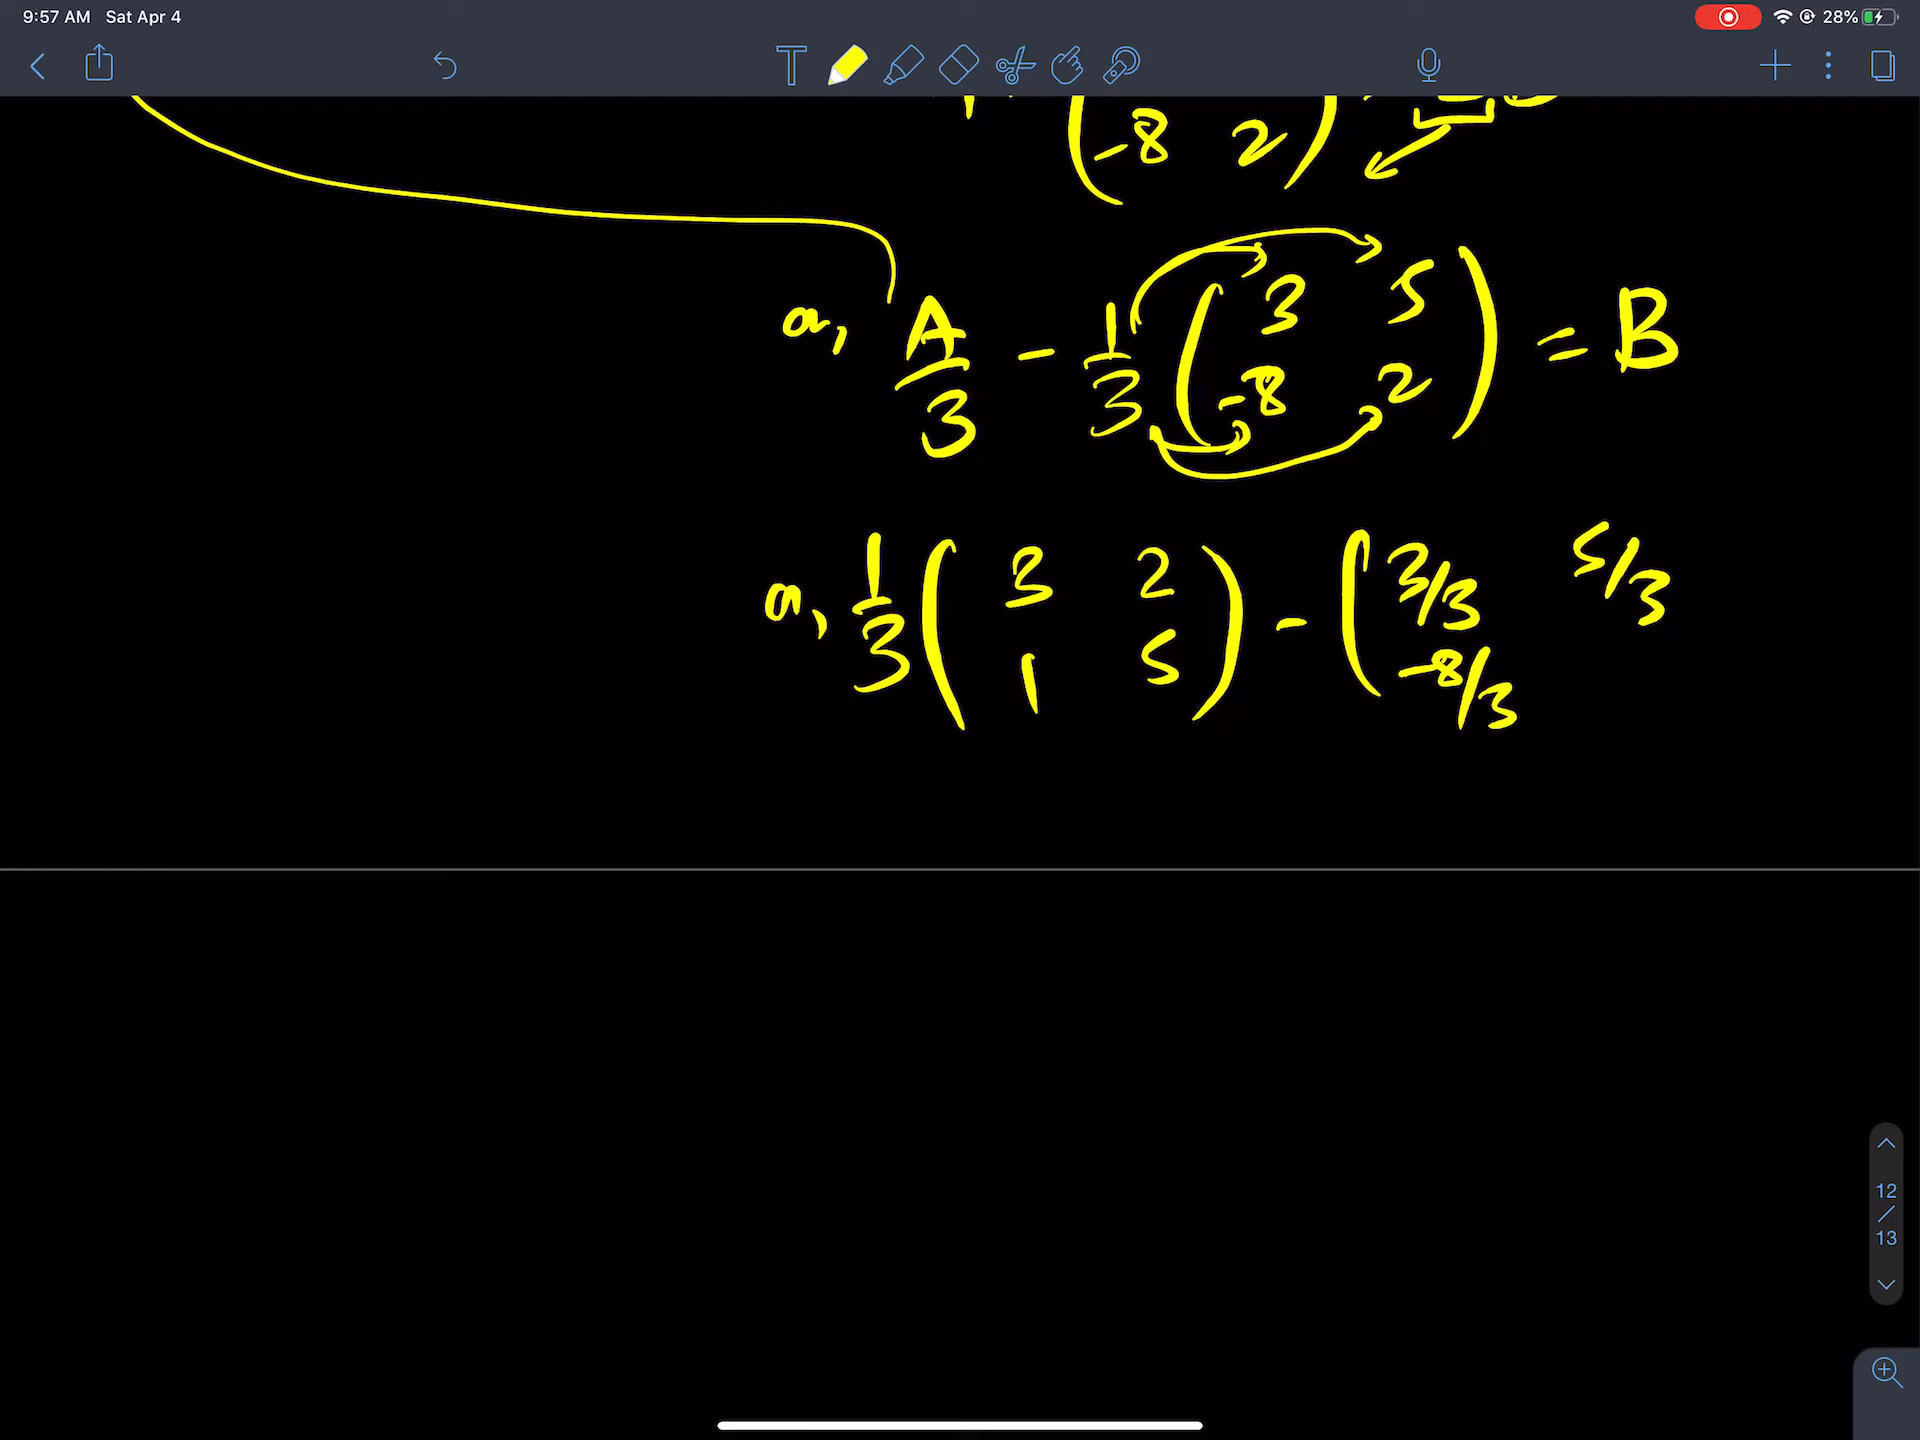 9:57 AM Sat Apr 4
28%
-8 2
a, A/3 - 1/3 ( 3 5
-8 2 ) = B
a, 1/3 ( 3 2
1 5 ) - ( 3/3 5/3
-8/3
12
/
13